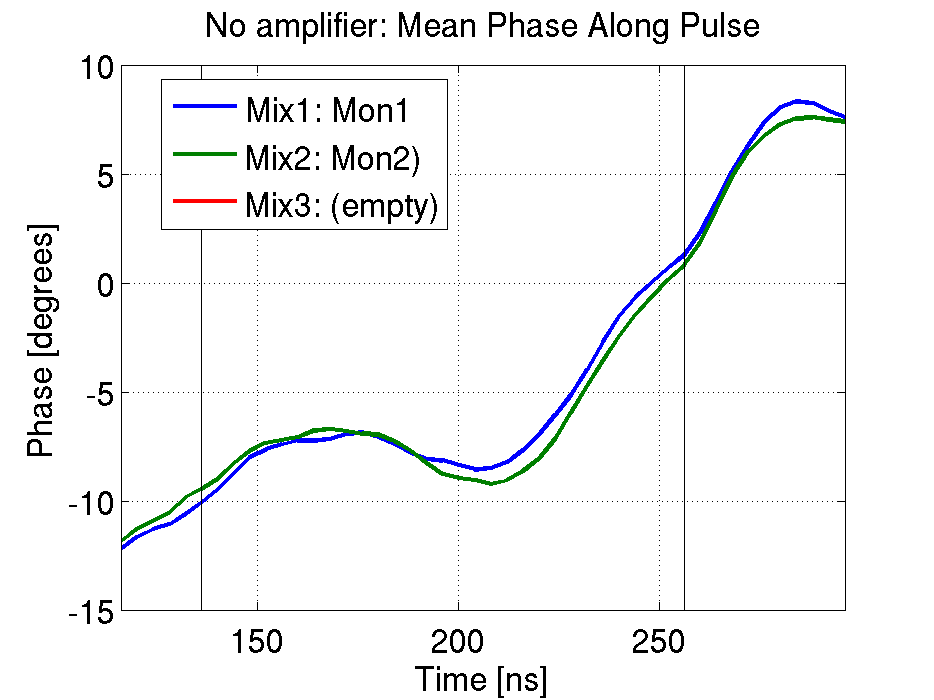 No amplifier: Mean Phase Along Pulse
10
5
0
-5
-10
-15
Phase [degrees]
Mix1: Mon1
Mix2: Mon2)
Mix3: (empty)
150 200 250
Time [ns]